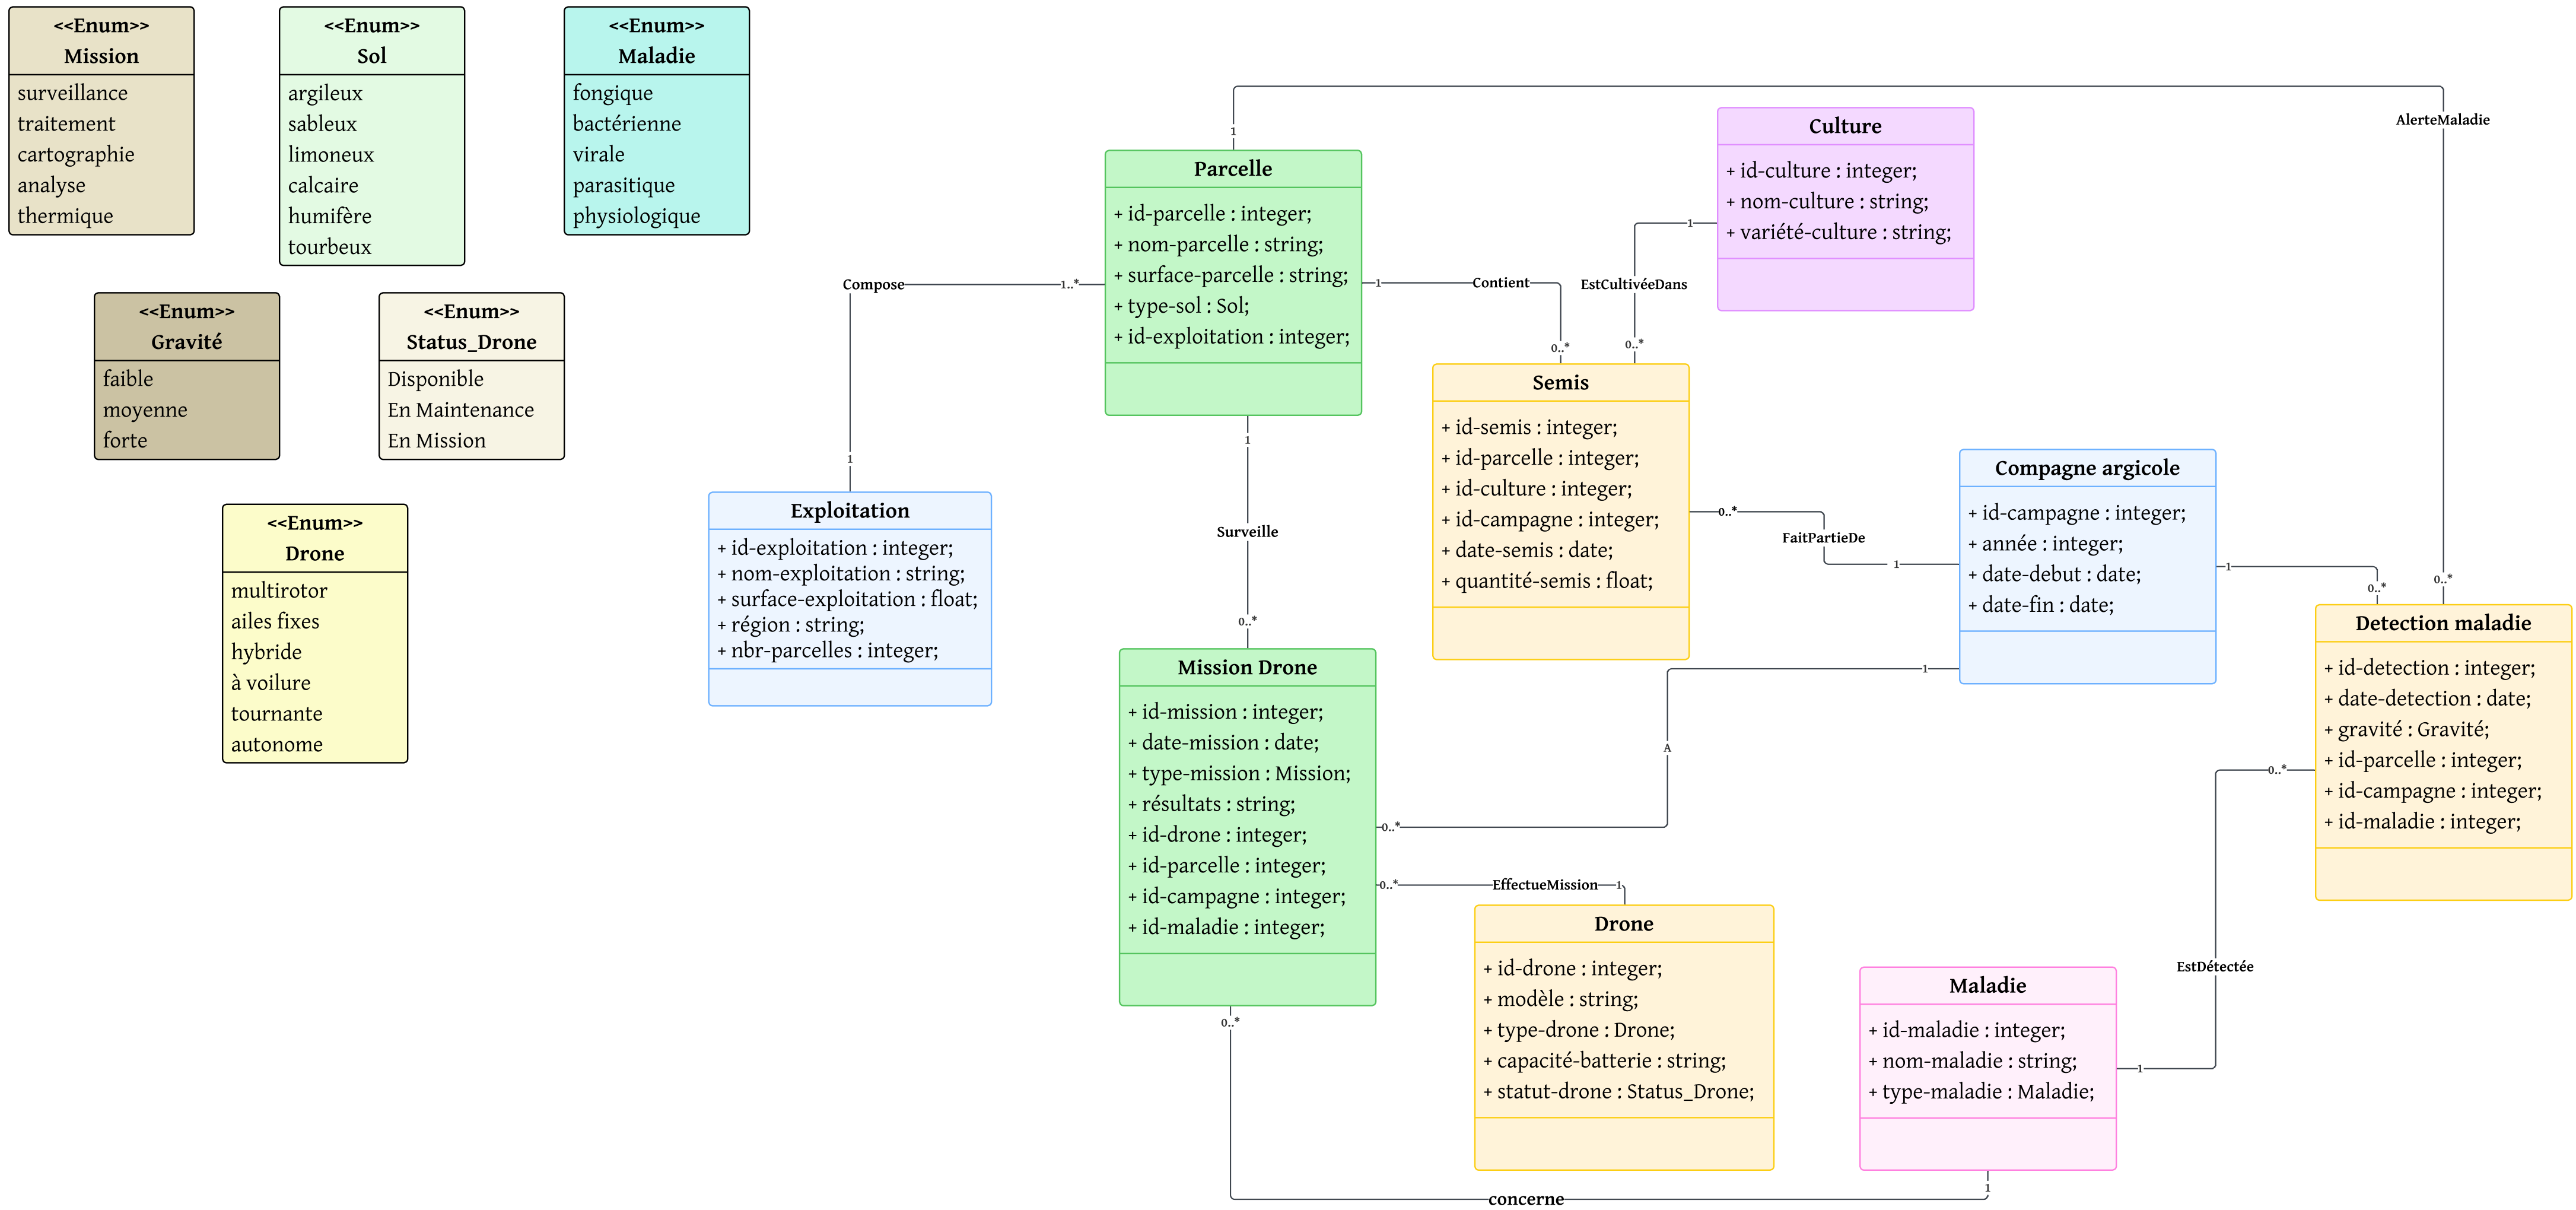 <<Enum>>
Mission
surveillance
traitement
cartographie
analyse
thermique
<<Enum>>
Sol
argileux
sableux
limoneux
calcaire
humifère
tourbeux
<<Enum>>
Maladie
fongique
bactérienne
virale
parasitique
physiologique
<<Enum>>
Gravité
faible
moyenne
forte
<<Enum>>
Status_Drone
Disponible
En Maintenance
En Mission
<<Enum>>
Drone
multirotor
ailes fixes
hybride
à voilure
tournante
autonome
AlerteMaladie
1
0..*
Parcelle
+ id-parcelle : integer;
+ nom-parcelle : string;
+ surface-parcelle : string;
+ type-sol : Sol;
+ id-exploitation : integer;
Culture
+ id-culture : integer;
+ nom-culture : string;
+ variété-culture : string;
Compose
1..*
1
1
Contient
0..*
1
EstCultivéeDans
0..*
Exploitation
+ id-exploitation : integer;
+ nom-exploitation : string;
+ surface-exploitation : float;
+ région : string;
+ nbr-parcelles : integer;
1
Surveille
0..*
Semis
+ id-semis : integer;
+ id-parcelle : integer;
+ id-culture : integer;
+ id-campagne : integer;
+ date-semis : date;
+ quantité-semis : float;
0..*
FaitPartieDe
1
Compagne argicole
+ id-campagne : integer;
+ année : integer;
+ date-debut : date;
+ date-fin : date;
1
0..*
1
A
0..*
Detection maladie
+ id-detection : integer;
+ date-detection : date;
+ gravité : Gravité;
+ id-parcelle : integer;
+ id-campagne : integer;
+ id-maladie : integer;
Mission Drone
+ id-mission : integer;
+ date-mission : date;
+ type-mission : Mission;
+ résultats : string;
+ id-drone : integer;
+ id-parcelle : integer;
+ id-campagne : integer;
+ id-maladie : integer;
0..*
EffectueMission
1
Drone
+ id-drone : integer;
+ modèle : string;
+ type-drone : Drone;
+ capacité-batterie : string;
+ statut-drone : Status_Drone;
0..*
EstDétectée
1
Maladie
+ id-maladie : integer;
+ nom-maladie : string;
+ type-maladie : Maladie;
0..*
concerne
1